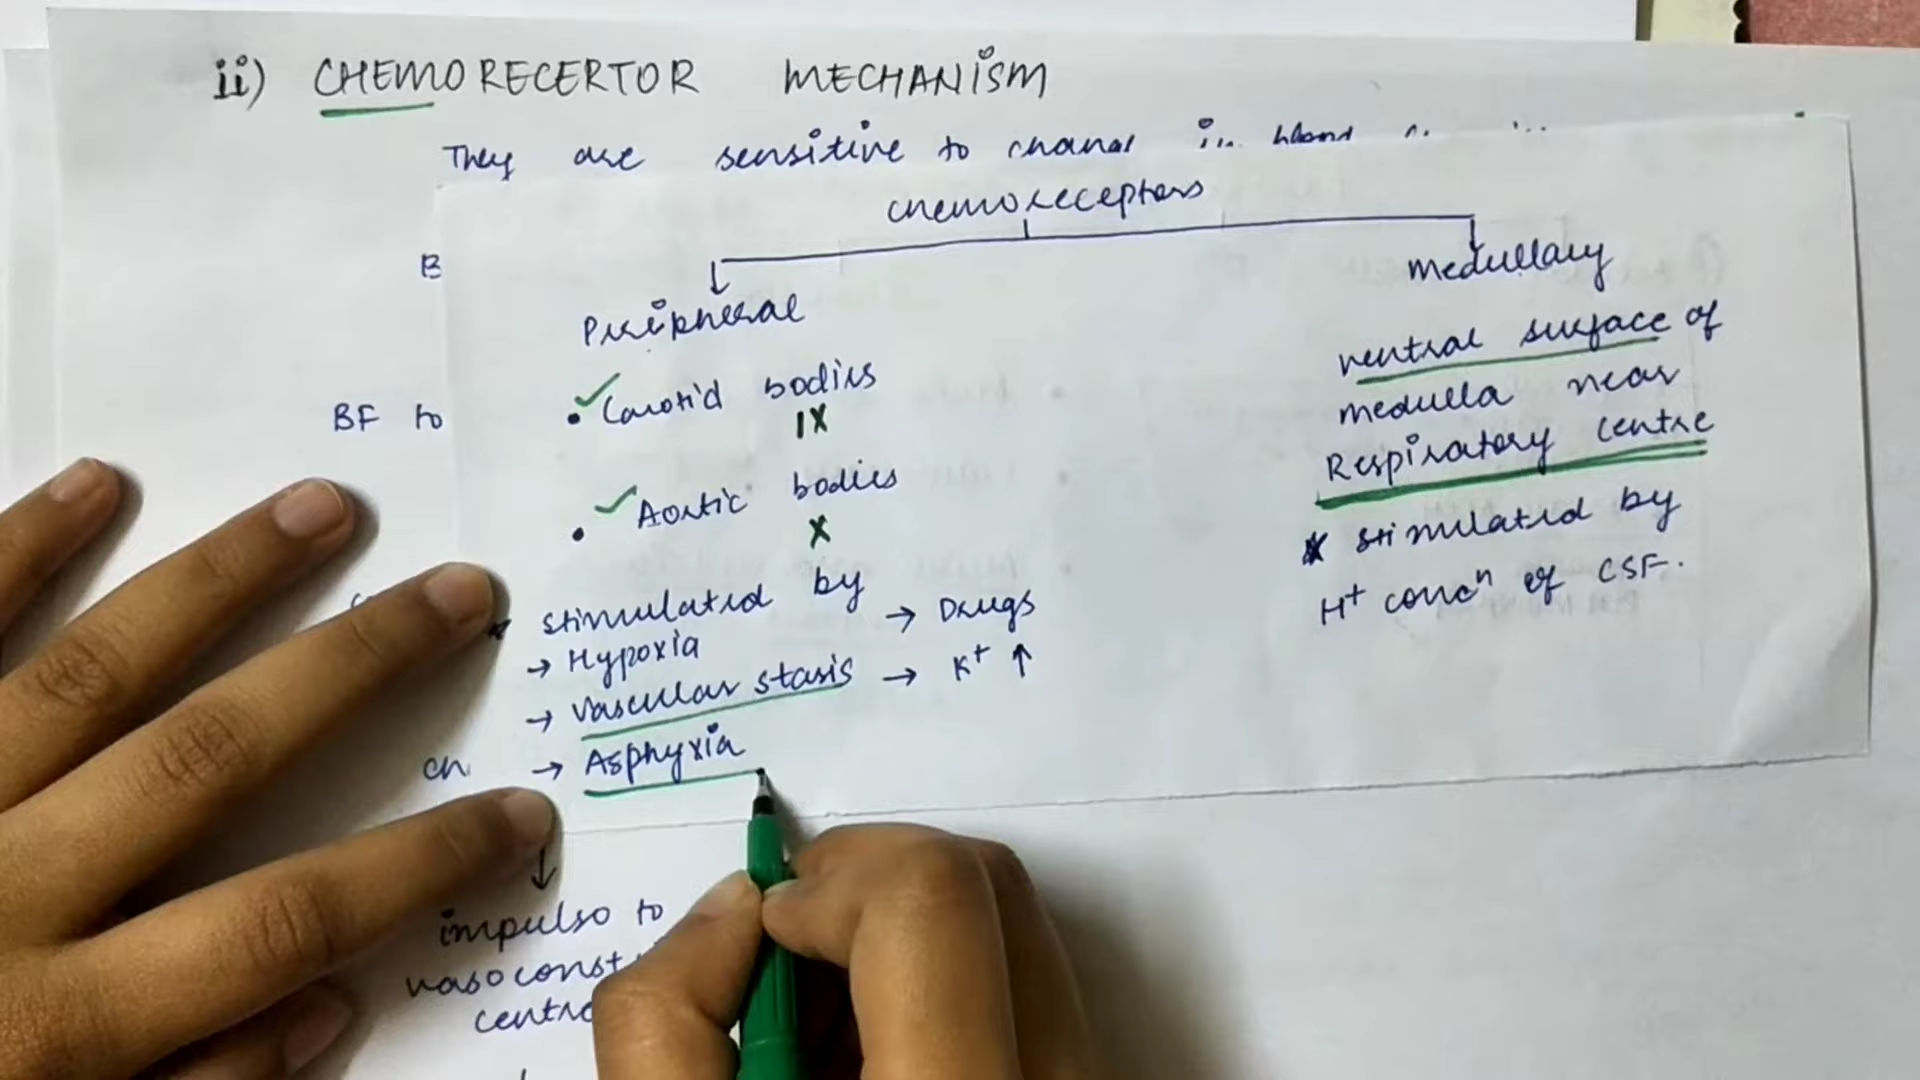 ii) CHEMORECERTOR MECHANISM
They are sensitive to
chemoreceptors
B
Peripheral
medullary
• Carotid bodies
IX
ventral surface of
medulla near
Respiratory centre
BF to
• Aortic bodies
X
* stimulated by
H+ concn of CSF.
* stimulated by
→ Hypoxia
→ Vascular stasis
→ Asphyxia
→ Drugs
→ K+ ↑
ch
↓
impulse to
vasoconst
centre